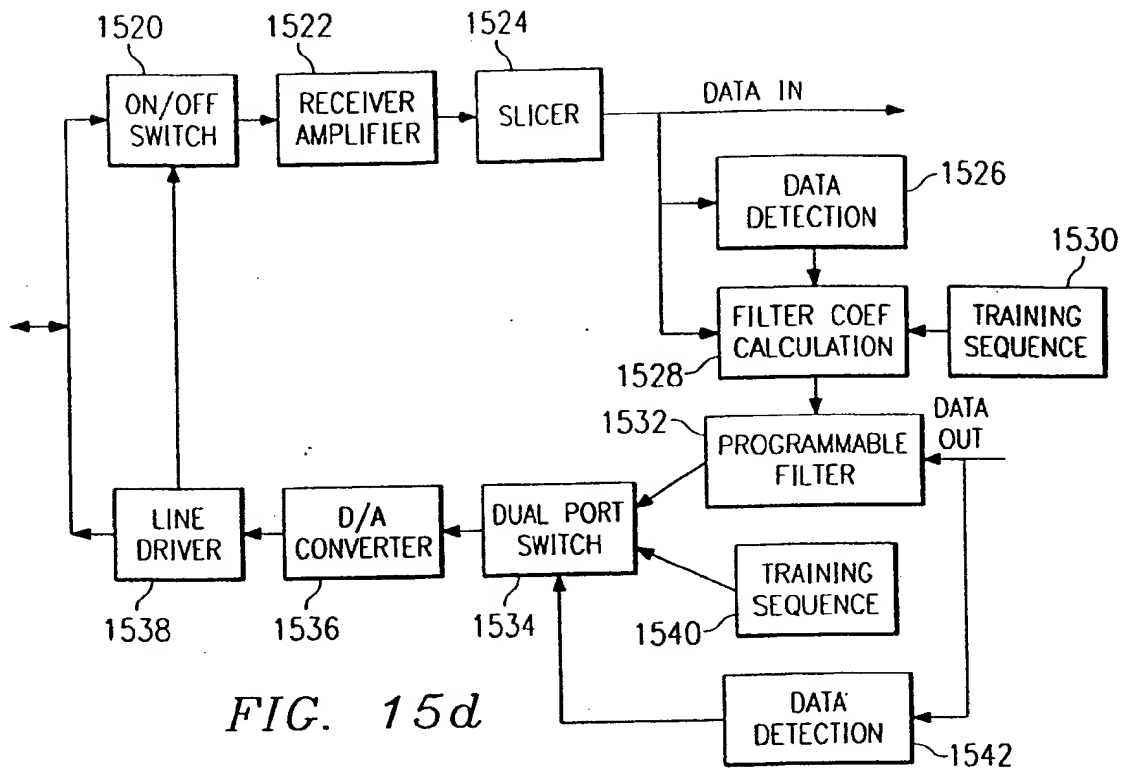 1520
1522
1524
ON/OFF
SWITCH
RECEIVER
AMPLIFIER
SLICER
DATA IN
DATA
DETECTION
1526
1530
FILTER COEF
CALCULATION
1528
TRAINING
SEQUENCE
1532
PROGRAMMABLE
FILTER
DATA
OUT
LINE
DRIVER
1538
D/A
CONVERTER
1536
DUAL PORT
SWITCH
1534
TRAINING
SEQUENCE
1540
DATA
DETECTION
1542
FIG. 15d